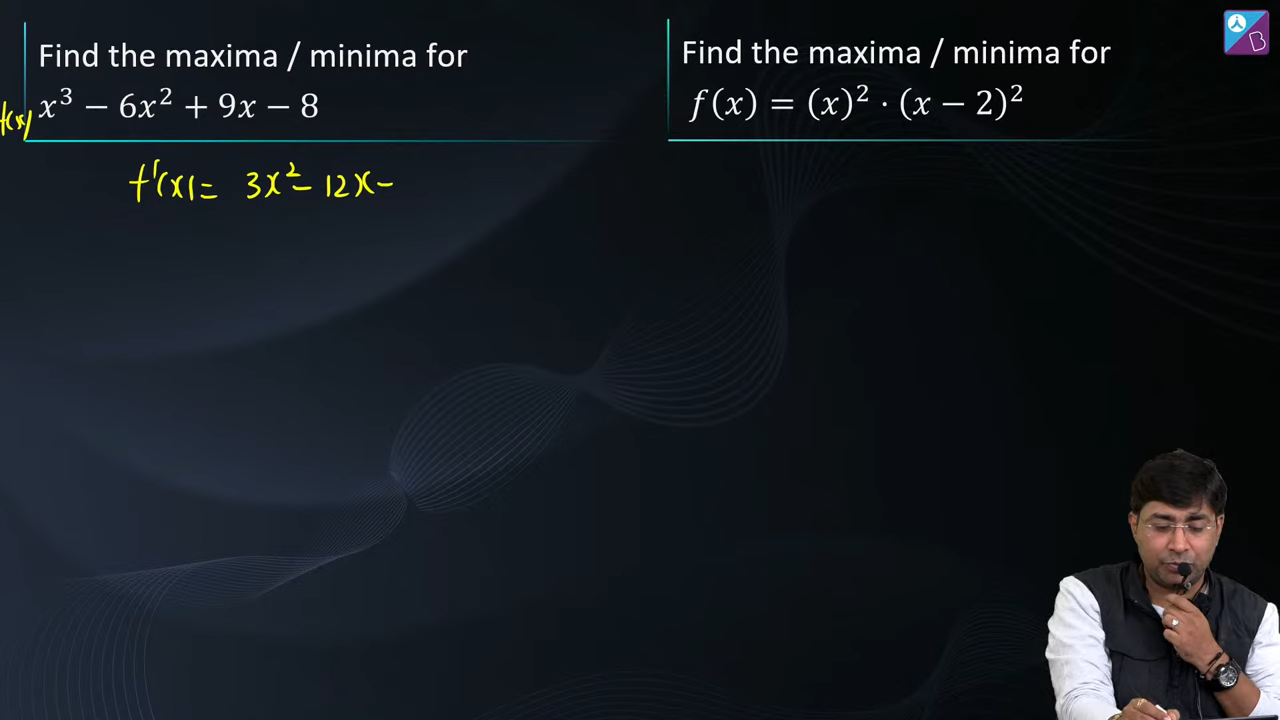 Find the maxima / minima for
f(x) x³ − 6x² + 9x − 8
f'(x) = 3x² − 12x −
Find the maxima / minima for
f(x) = (x)² · (x − 2)²
B